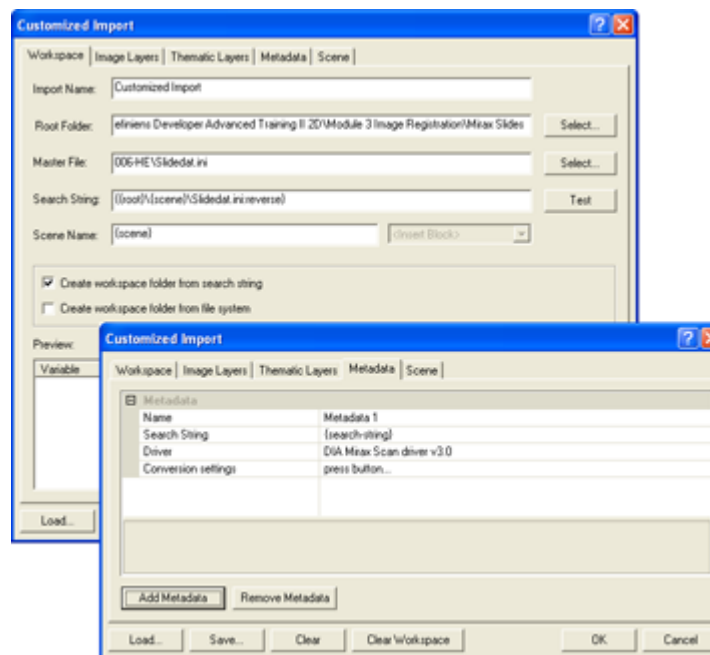 Customized Import
Workspace Image Layers Thematic Layers Metadata Scene
Import Name: Customized Import
Root Folder: efiniens Developer Advanced Training II 2D\Module 3 Image Registration\Mirax Slides Select...
Master File: 006-HE\Slidedat.ini Select...
Search String: {(root)\{scene}\Slidedat.ini:reverse} Test
Scene Name: {scene} <Insert Block>
Create workspace folder from search string
Create workspace folder from file system
Preview:
Variable
Load...
Customized Import
Workspace Image Layers Thematic Layers Metadata Scene
Metadata
Name Metadata 1
Search String {search-string}
Driver DIA Mirax Scan driver v3.0
Conversion settings press button...
Add Metadata Remove Metadata
Load... Save... Clear Clear Workspace OK Cancel